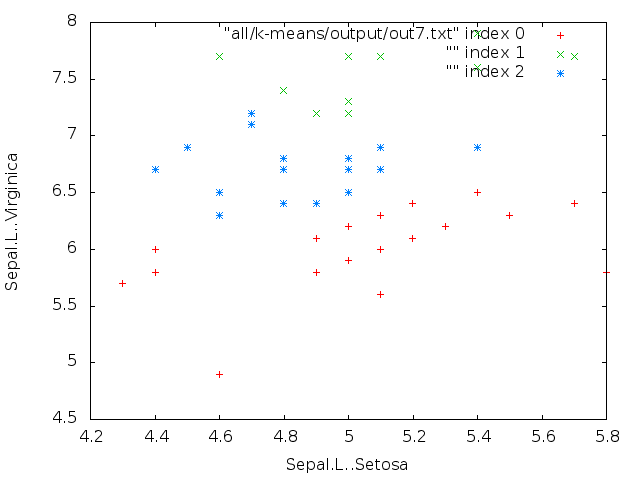 "all/k-means/output/out7.txt" index 0
"" index 1
"" index 2
8
7.5
7
6.5
6
5.5
5
4.5
4.2 4.4 4.6 4.8 5 5.2 5.4 5.6 5.8
Sepal.L..Virginica
Sepal.L..Setosa